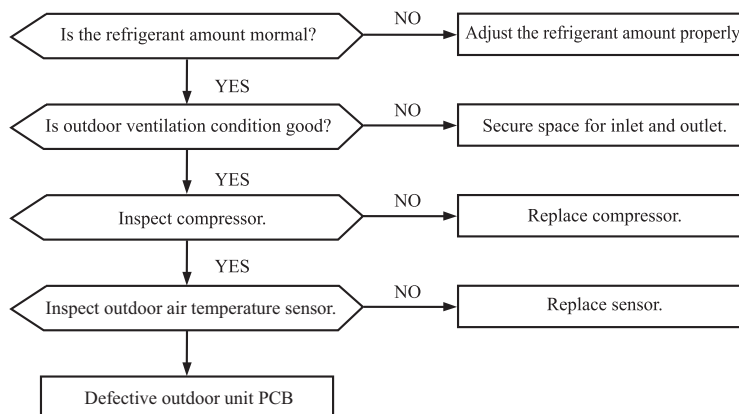 Is the refrigerant amount mormal?
NO
Adjust the refrigerant amount properly
YES
Is outdoor ventilation condition good?
NO
Secure space for inlet and outlet.
YES
Inspect compressor.
NO
Replace compressor.
YES
Inspect outdoor air temperature sensor.
NO
Replace sensor.
Defective outdoor unit PCB